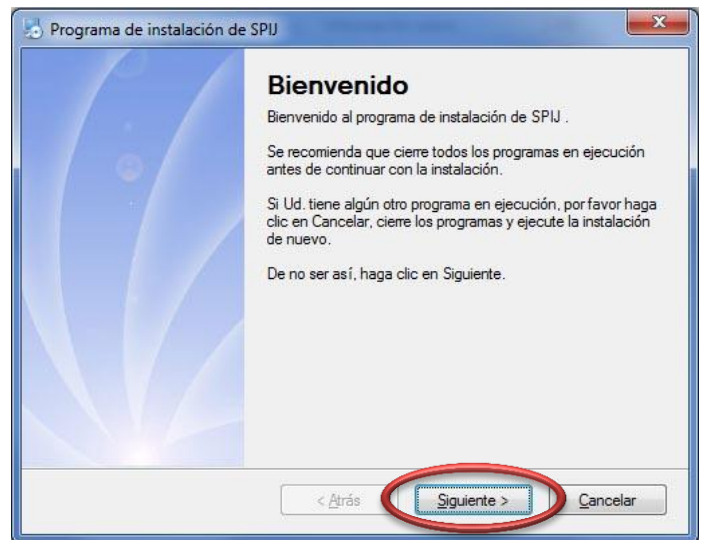 Programa de instalación de SPIJ
Bienvenido
Bienvenido al programa de instalación de SPIJ .
Se recomienda que cierre todos los programas en ejecución
antes de continuar con la instalación.
Si Ud. tiene algún otro programa en ejecución, por favor haga
clic en Cancelar, cierre los programas y ejecute la instalación
de nuevo.
De no ser así, haga clic en Siguiente.
< Atrás
Siguiente >
Cancelar